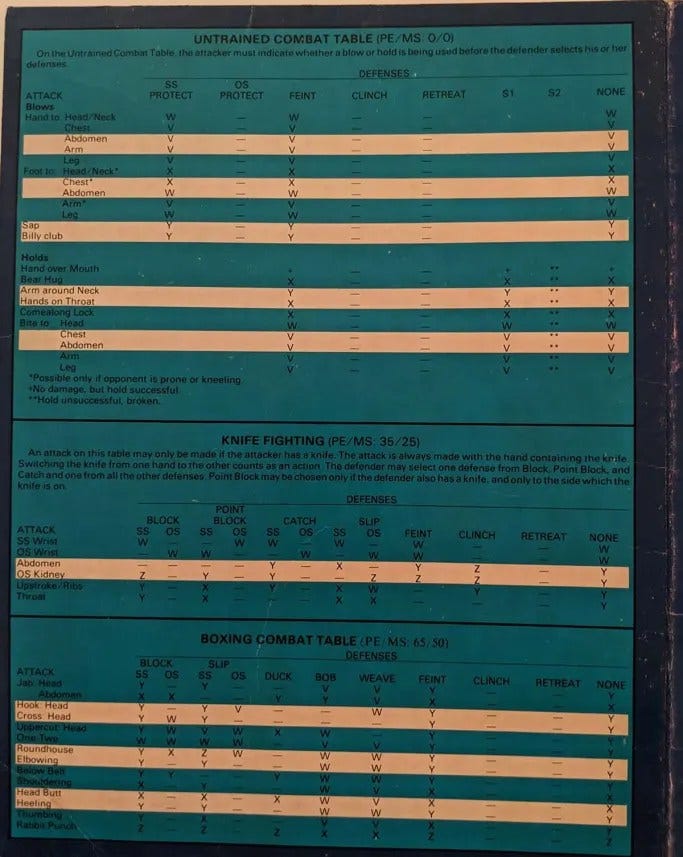 UNTRAINED COMBAT TABLE (PE/MS: 0/0)
On the Untrained Combat Table, the attacker must indicate whether a blow or hold is being used before the defender selects his or her
defenses.
DEFENSES
SS OS
ATTACK PROTECT PROTECT FEINT CLINCH RETREAT S1 S2 NONE
Blows
Hand to: Head/Neck W — W — — W
Chest V — V — — V
Abdomen V — V — — V
Arm V — V — — V
Leg V — V — — V
Foot to: Head/Neck* X — X — — X
Chest* X — X — — X
Abdomen W — W — — W
Arm* V — V — — V
Leg W — W — — W
Sap Y — Y — — Y
Billy club Y — Y — — Y
Holds
Hand over Mouth + — — + ** +
Bear Hug X — — X ** X
Arm around Neck Y — — Y ** Y
Hands on Throat X — — X ** X
Comealong Lock X — — X ** X
Bite to: Head W — — W ** W
Chest V — — V ** V
Abdomen V — — V ** V
Arm V — — V ** V
Leg V — — V ** V
*Possible only if opponent is prone or kneeling.
+No damage, but hold successful.
**Hold unsuccessful, broken.
KNIFE FIGHTING (PE/MS: 35/25)
An attack on this table may only be made if the attacker has a knife. The attack is always made with the hand containing the knife.
Switching the knife from one hand to the other counts as an action. The defender may select one defense from Block, Point Block, and
Catch and one from all the other defenses. Point Block may be chosen only if the defender also has a knife, and only to the side which the
knife is on.
DEFENSES
POINT
BLOCK BLOCK CATCH SLIP
ATTACK SS OS SS OS SS OS SS OS FEINT CLINCH RETREAT NONE
SS Wrist W — — W W — W — W — — W
OS Wrist — W W — — W — W W — — W
Abdomen — — — — Y — X — Y Z — Y
OS Kidney Z — Y — Y — — Z Z Z — Y
Upstroke/Ribs Y — X — Y — X W — Y — Y
Throat Y — X — — — X X — — — Y
BOXING COMBAT TABLE (PE/MS: 65/50)
DEFENSES
BLOCK SLIP
ATTACK SS OS SS OS DUCK BOB WEAVE FEINT CLINCH RETREAT NONE
Jab: Head
Abdomen
Hook: Head
Cross: Head
Uppercut: Head
One-Two
Roundhouse
Elbowing
Below Belt
Shouldering
Head Butt
Heeling
Thumbing
Rabbit Punch